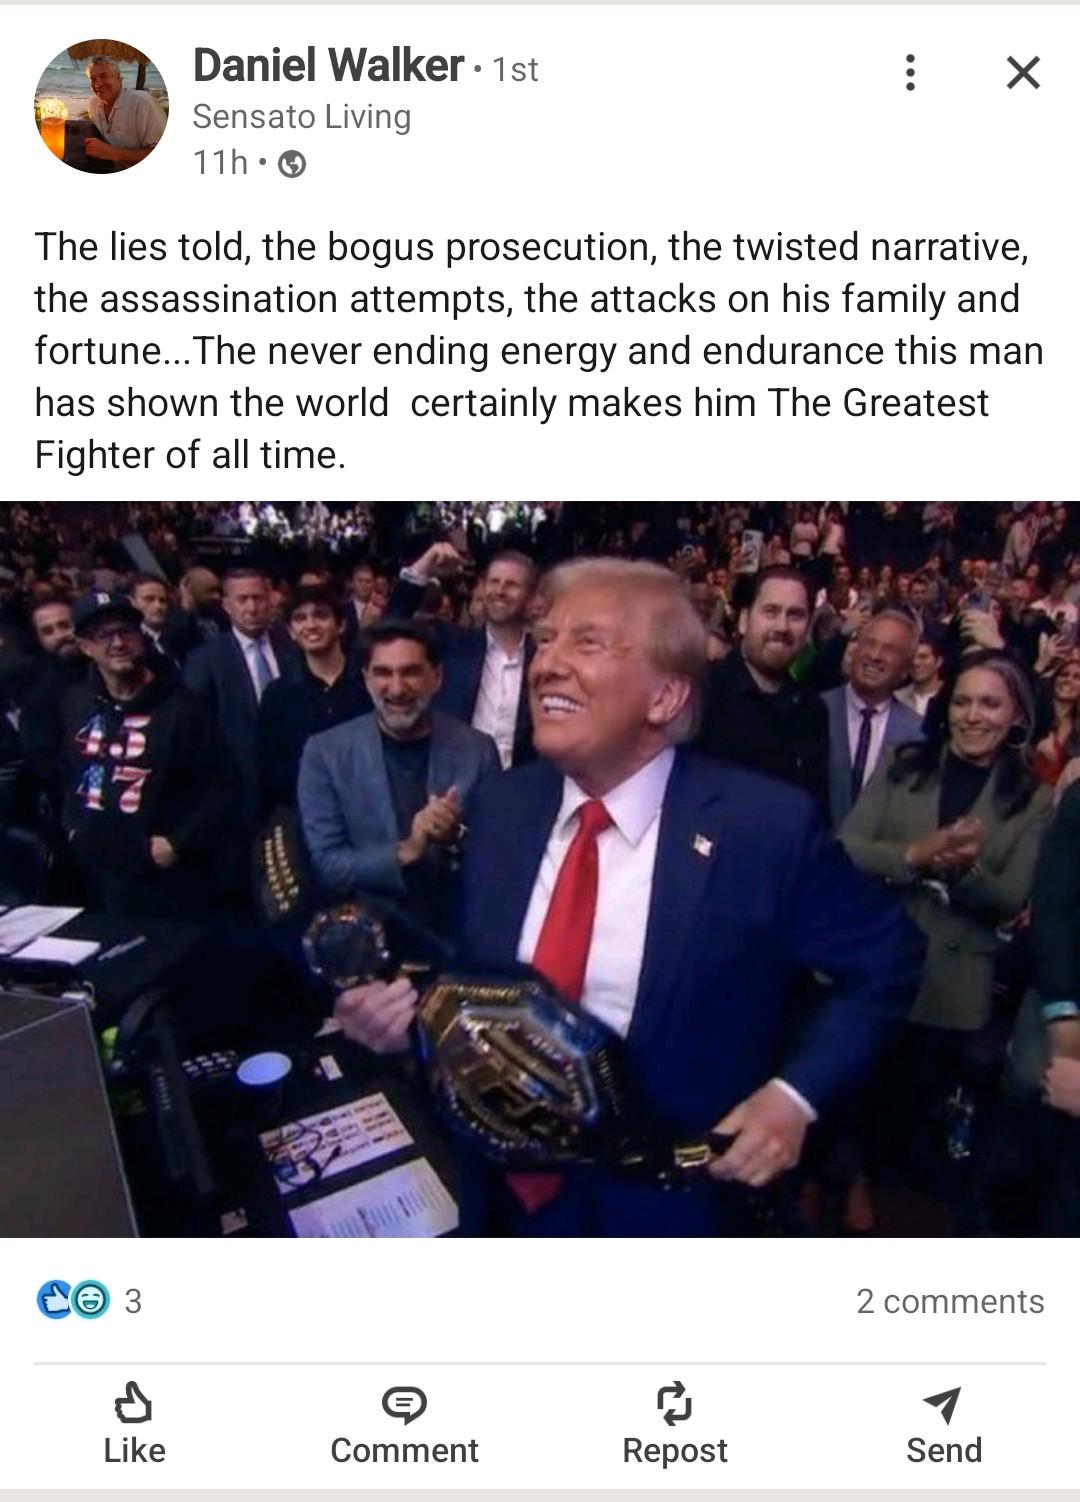 Daniel Walker • 1st
Sensato Living
11h •
The lies told, the bogus prosecution, the twisted narrative,
the assassination attempts, the attacks on his family and
fortune...The never ending energy and endurance this man
has shown the world  certainly makes him The Greatest
Fighter of all time.
45
47
3
2 comments
Like
Comment
Repost
Send